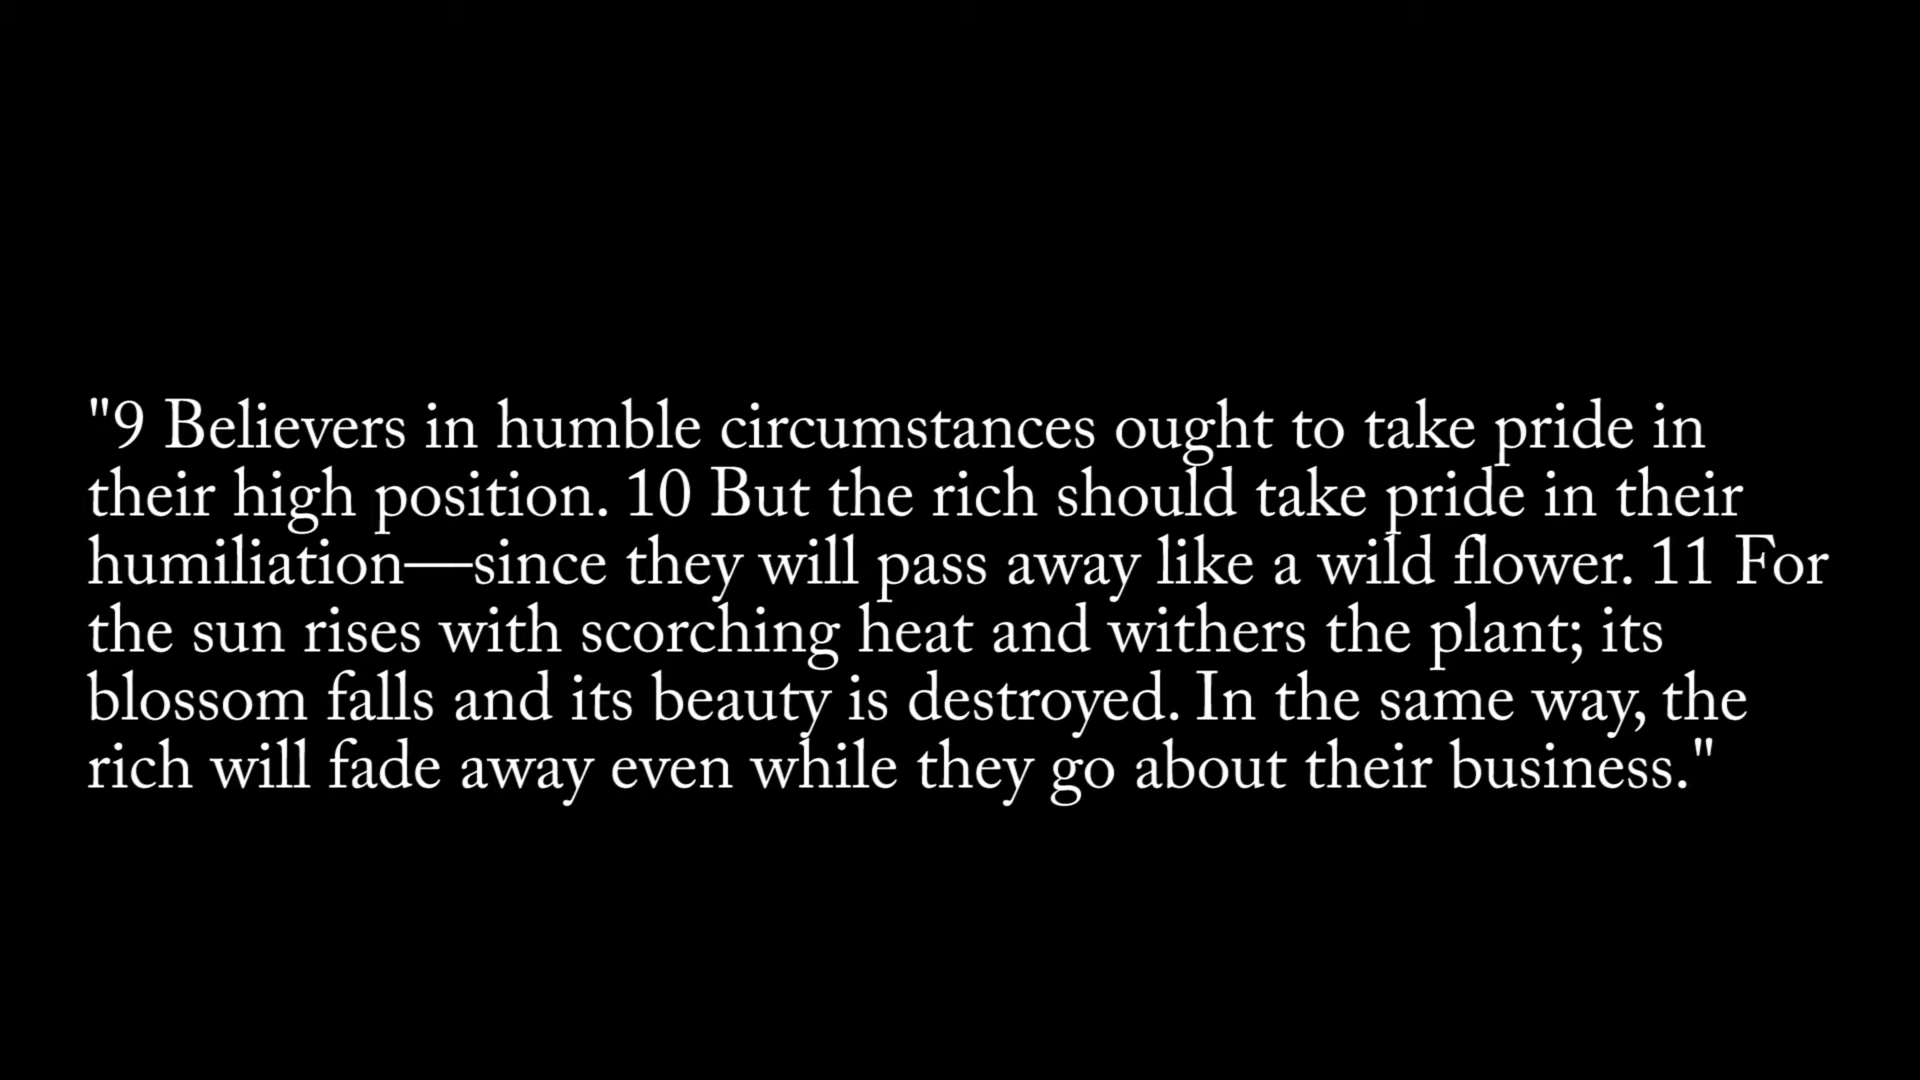 "9 Believers in humble circumstances ought to take pride in
their high position. 10 But the rich should take pride in their
humiliation—since they will pass away like a wild flower. 11 For
the sun rises with scorching heat and withers the plant; its
blossom falls and its beauty is destroyed. In the same way, the
rich will fade away even while they go about their business."